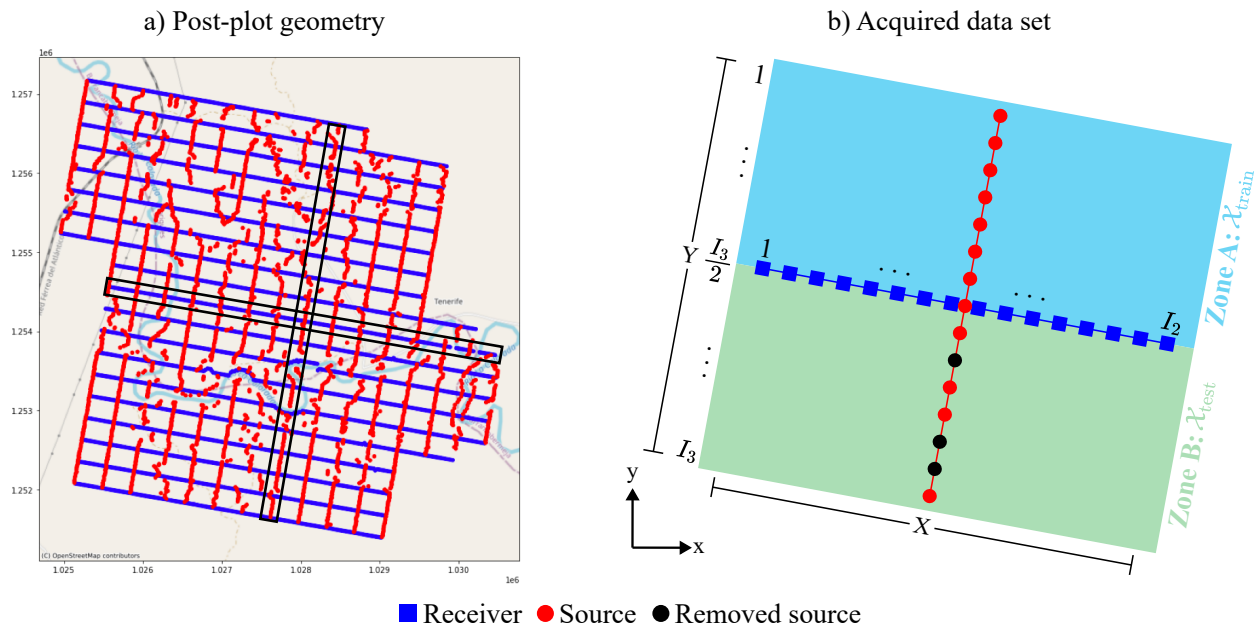 a) Post-plot geometry
b) Acquired data set
1e6
1.257
1.256
1.255
1.254
1.253
1.252
1.025
1.026
1.027
1.028
1.029
1.030
1e6
Tenerife
(C) OpenStreetMap contributors
1
⋮
Y
I₃/2
1
...
...
I₂
⋮
I₃
X
y
x
Zone A: 𝒳train
Zone B: 𝒳test
Receiver
Source
Removed source